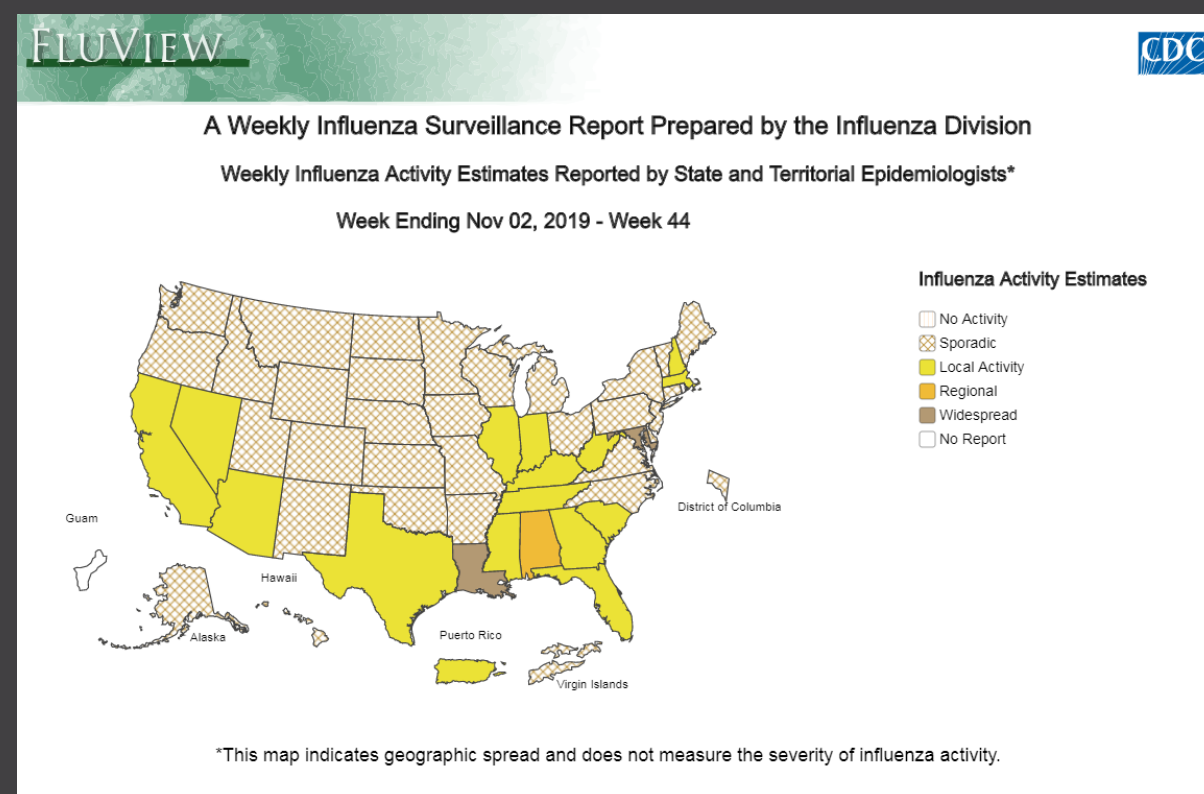 FLUVIEW
CDC
A Weekly Influenza Surveillance Report Prepared by the Influenza Division
Weekly Influenza Activity Estimates Reported by State and Territorial Epidemiologists*
Week Ending Nov 02, 2019 - Week 44
Influenza Activity Estimates
No Activity
Sporadic
Local Activity
Regional
Widespread
No Report
District of Columbia
Guam
Hawaii
Alaska
Puerto Rico
Virgin Islands
*This map indicates geographic spread and does not measure the severity of influenza activity.